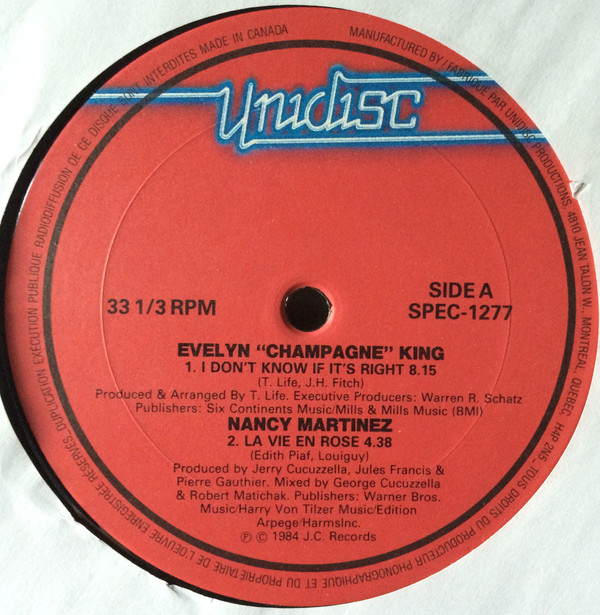 MADE IN CANADA
MANUFACTURED BY / FABRIQUÉ PAR UNIDISC PRODUCTIONS, 4810 JEAN TALON W., MONTREAL, QUEBEC, H4P 2N5 TOUS DROITS DU PRODUCTEUR PHONOGRAPHIQUE ET DU PROPRIETAIRE DE L'OEUVRE ENREGISTREE RESERVES. DUPLICATION EXECUTION PUBLIQUE RADIODIFFUSION DE CE DISQUE SONT INTERDITES
Unidisc
33 1/3 RPM
SIDE A
SPEC-1277
EVELYN “CHAMPAGNE” KING
1. I DON'T KNOW IF IT'S RIGHT 8.15
(T. Life, J.H. Fitch)
Produced & Arranged By T. Life. Executive Producers: Warren R. Schatz
Publishers: Six Continents Music/Mills & Mills Music (BMI)
NANCY MARTINEZ
2. LA VIE EN ROSE 4.38
(Edith Piaf, Louiguy)
Produced by Jerry Cucuzzella, Jules Francis &
Pierre Gauthier. Mixed by George Cucuzzella
& Robert Matichak. Publishers: Warner Bros.
Music/Harry Von Tilzer Music/Edition
Arpege/HarmsInc.
Ⓟ © 1984 J.C. Records